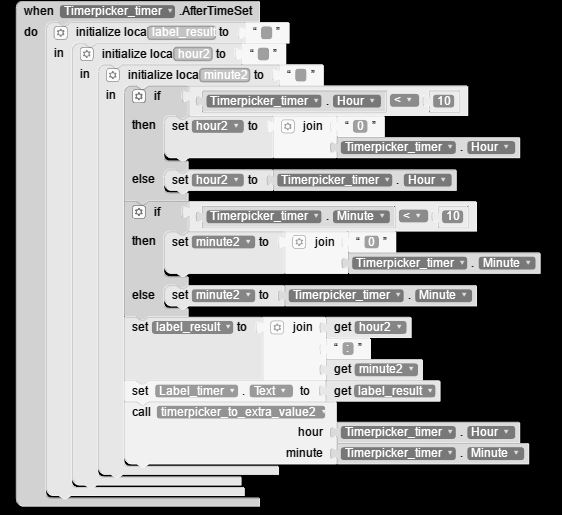 when Timerpicker_timer .AfterTimeSet
do initialize loca label_result to “ ”
in initialize loca hour2 to “ ”
in initialize loca minute2 to “ ”
in if Timerpicker_timer . Hour < 10
then set hour2 to join “ 0 ”
Timerpicker_timer . Hour
else set hour2 to Timerpicker_timer . Hour
if Timerpicker_timer . Minute < 10
then set minute2 to join “ 0 ”
Timerpicker_timer . Minute
else set minute2 to Timerpicker_timer . Minute
set label_result to join get hour2
“ : ”
get minute2
set Label_timer . Text to get label_result
call timerpicker_to_extra_value2
hour Timerpicker_timer . Hour
minute Timerpicker_timer . Minute